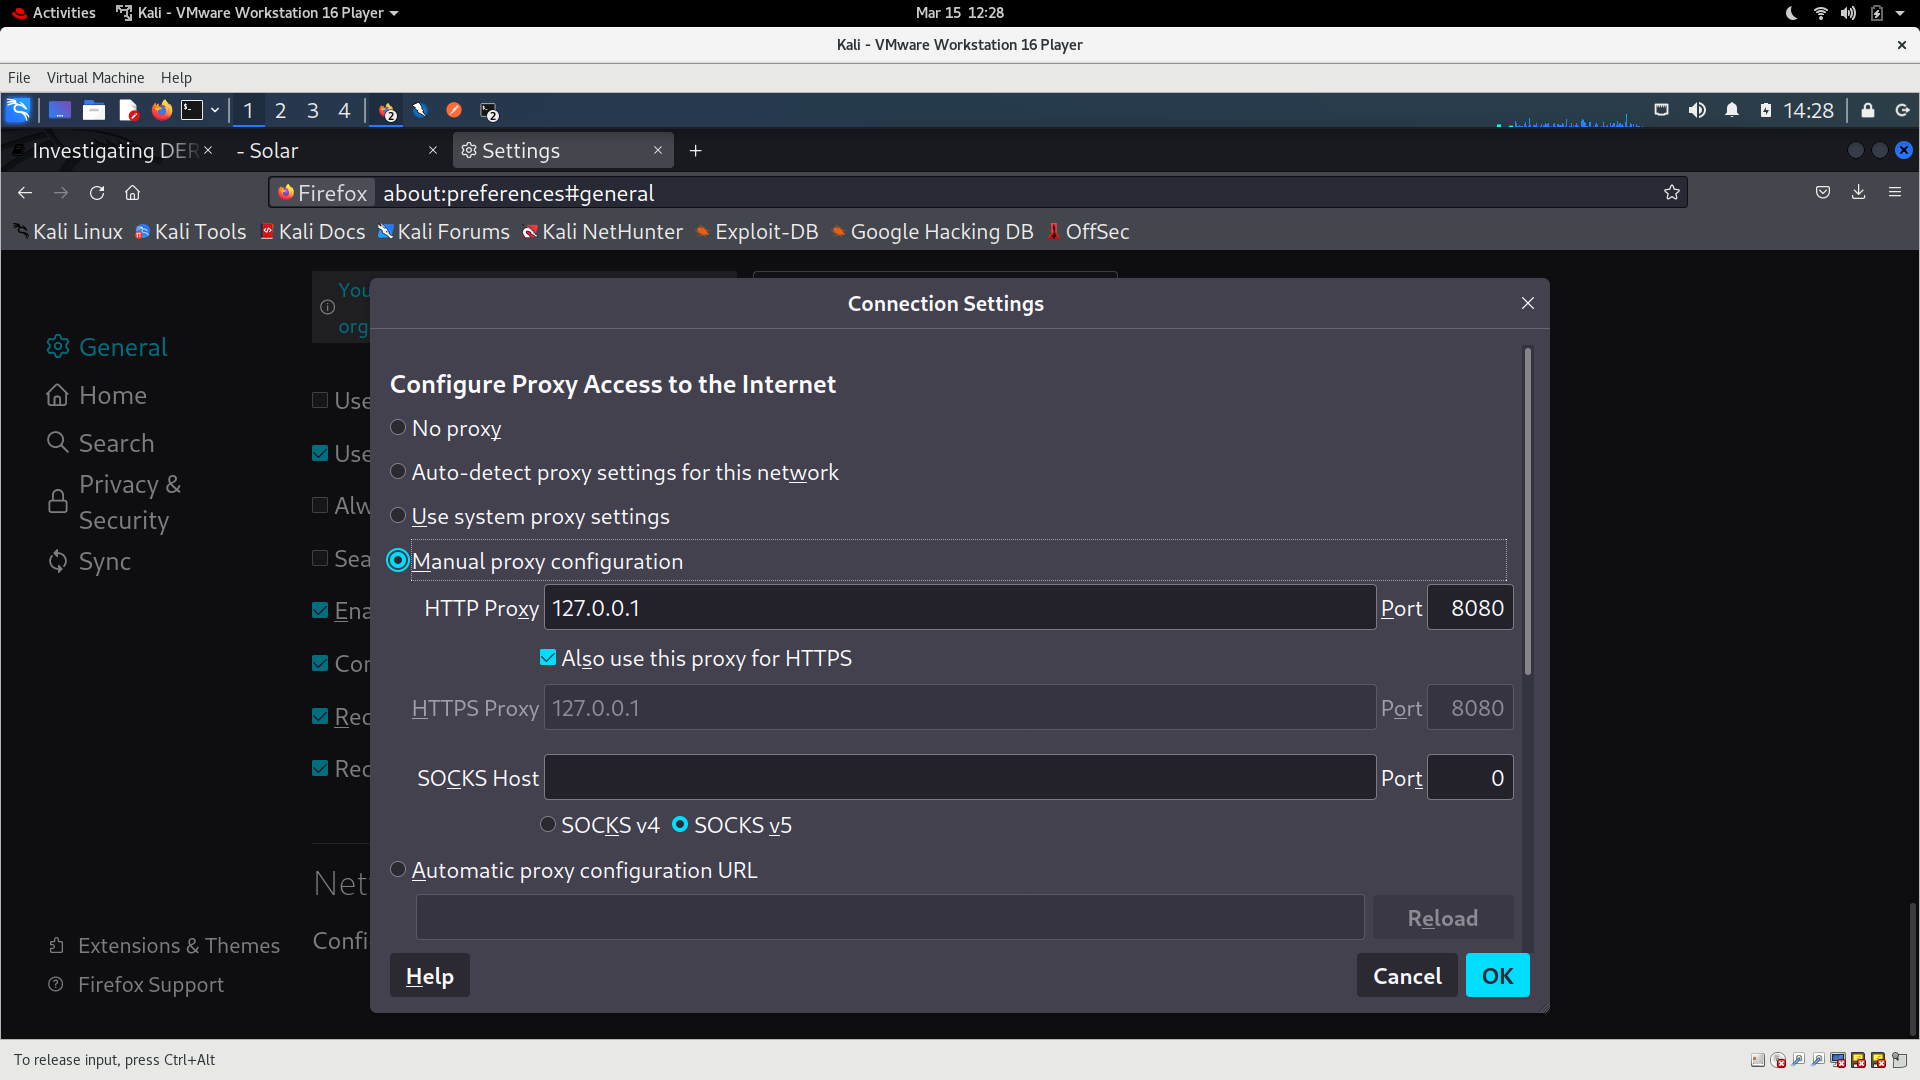 Activities Kali - VMware Workstation 16 Player Mar 15 12:28
Kali - VMware Workstation 16 Player
File Virtual Machine Help
1 2 3 4 2 2 14:28
Investigating DER - Solar Settings
Firefox about:preferences#general
Kali Linux Kali Tools Kali Docs Kali Forums Kali NetHunter Exploit-DB Google Hacking DB OffSec
You
org
General
Home
Search
Privacy &
Security
Sync
Extensions & Themes
Firefox Support
Use
Use
Alw
Sea
Ena
Cor
Rec
Rec
Net
Confi
Connection Settings
Configure Proxy Access to the Internet
No proxy
Auto-detect proxy settings for this network
Use system proxy settings
Manual proxy configuration
HTTP Proxy 127.0.0.1 Port 8080
Also use this proxy for HTTPS
HTTPS Proxy 127.0.0.1 Port 8080
SOCKS Host Port 0
SOCKS v4 SOCKS v5
Automatic proxy configuration URL
Reload
Help Cancel OK
To release input, press Ctrl+Alt